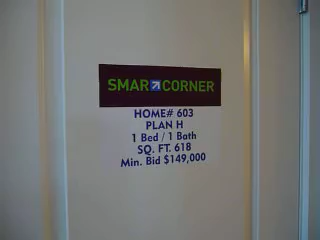 SMAR CORNER
HOME# 603
PLAN H
1 Bed / 1 Bath
SQ. FT. 618
Min. Bid $149,000